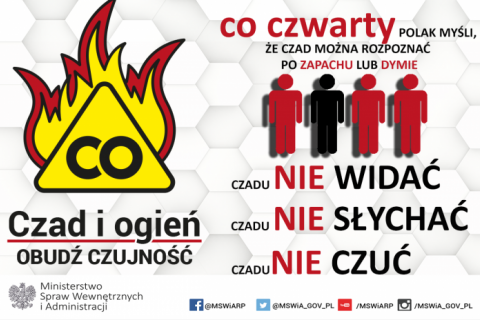 CO
Czad i ogień
OBUDŹ CZUJNOŚĆ
co czwarty POLAK MYŚLI,
ŻE CZAD MOŻNA ROZPOZNAĆ
PO ZAPACHU LUB DYMIE
CZADU NIE WIDAĆ
CZADU NIE SŁYCHAĆ
CZADU NIE CZUĆ
Ministerstwo
Spraw Wewnętrznych
i Administracji
@MSWiARP
@MSWiA_GOV_PL
/MSWiARP
/MSWiA_GOV_PL